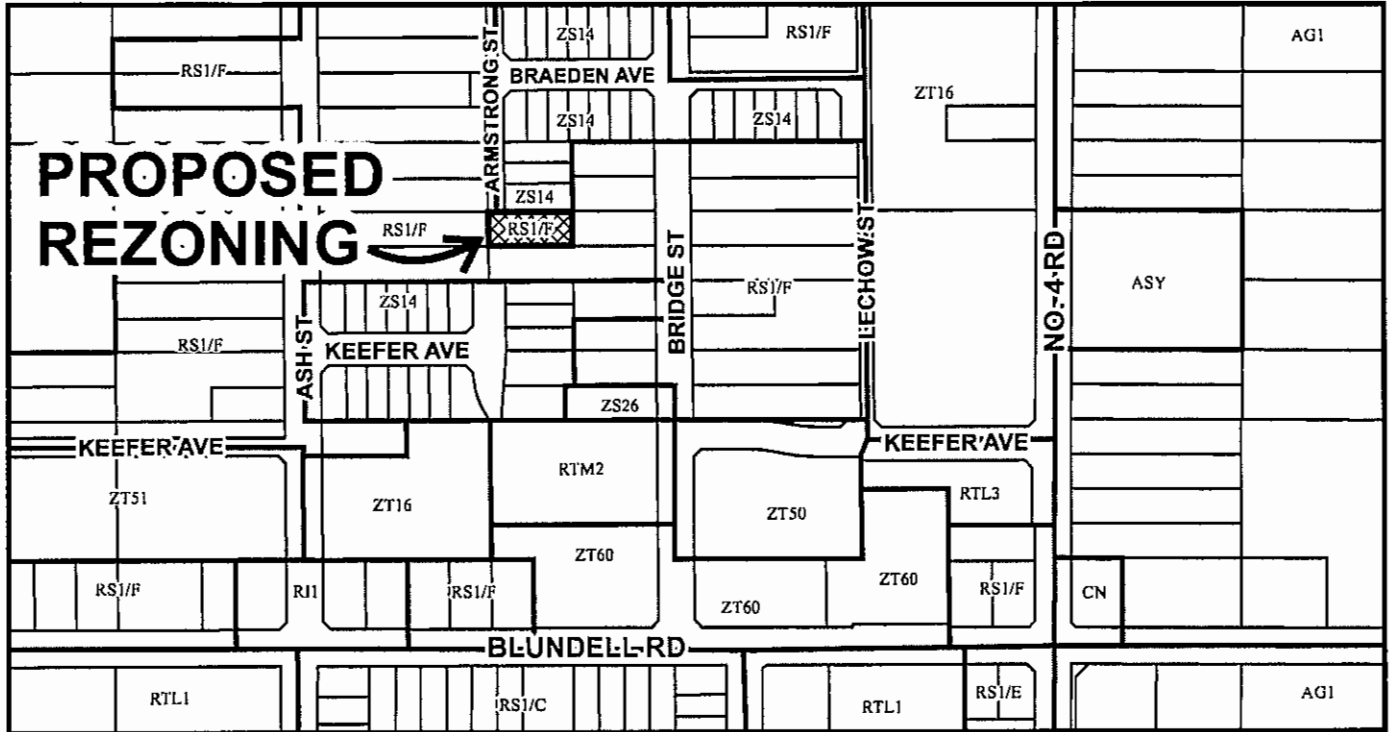 ZS14
RS1/F
AG1
RS1/F
ARMSTRONG ST
BRAEDEN AVE
ZT16
ZS14
ZS14
PROPOSED
REZONING
ZS14
RS1/F
RS1/F
BRIDGE ST
LECHOW ST
NO. 4 RD
ASY
RS1/F
ZS14
ASH ST
KEEFER AVE
RS1/F
ZS26
KEEFER AVE
KEEFER AVE
RTM2
ZT51
ZT16
ZT50
RTL3
ZT60
ZT60
RS1/F
RI1
RS1/F
ZT60
RS1/F
CN
BLUNDELL RD
RTL1
RS1/C
RTL1
RS1/E
AG1